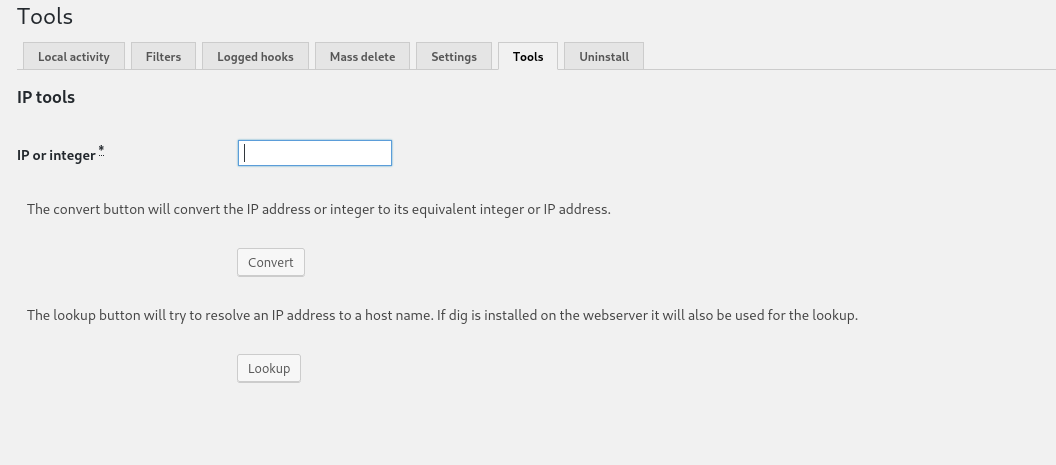 Tools
Local activity Filters Logged hooks Mass delete Settings Tools Uninstall
IP tools
IP or integer *
The convert button will convert the IP address or integer to its equivalent integer or IP address.
Convert
The lookup button will try to resolve an IP address to a host name. If dig is installed on the webserver it will also be used for the lookup.
Lookup